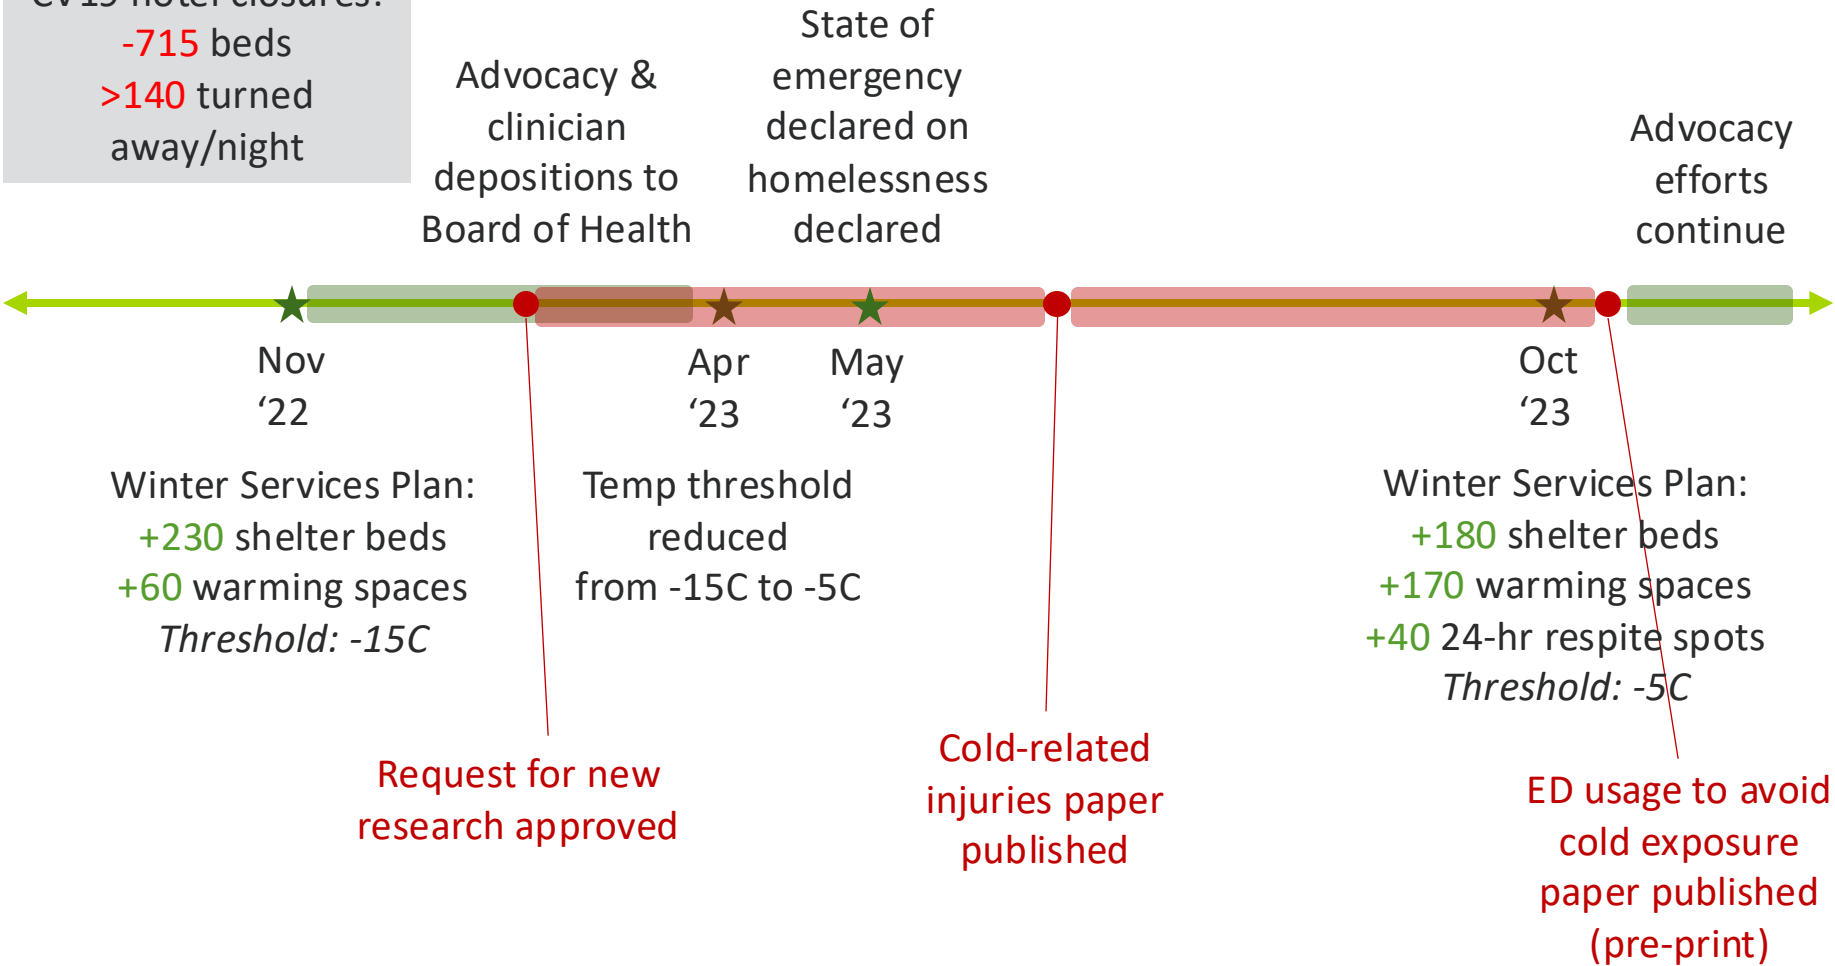 CV19 hotel closures:
-715 beds
>140 turned
away/night
Advocacy &
clinician
depositions to
Board of Health
State of
emergency
declared on
homelessness
declared
Advocacy
efforts
continue
Nov
‘22
Apr
‘23
May
‘23
Oct
‘23
Winter Services Plan:
+230 shelter beds
+60 warming spaces
Threshold: -15C
Temp threshold
reduced
from -15C to -5C
Winter Services Plan:
+180 shelter beds
+170 warming spaces
+40 24-hr respite spots
Threshold: -5C
Request for new
research approved
Cold-related
injuries paper
published
ED usage to avoid
cold exposure
paper published
(pre-print)